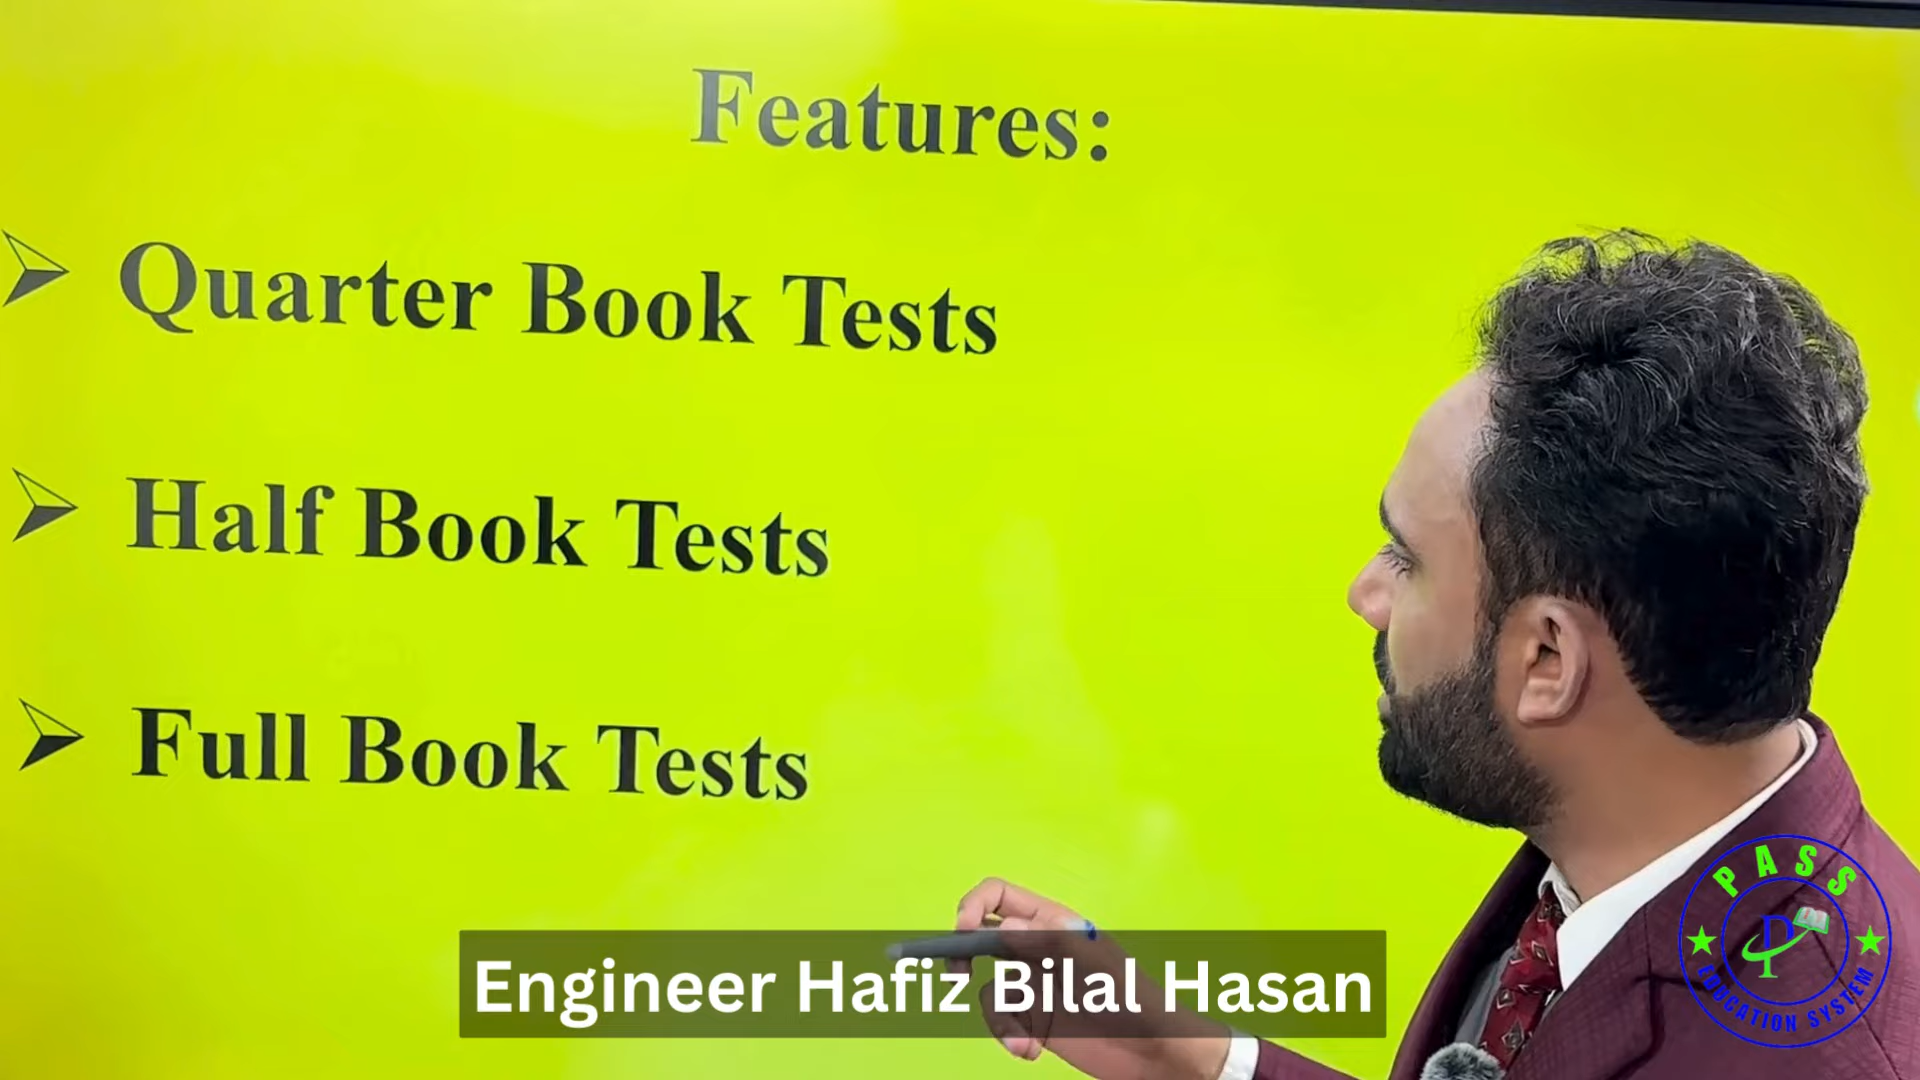 Features:
Quarter Book Tests
Half Book Tests
Full Book Tests
Engineer Hafiz Bilal Hasan
PASS
EDUCATION SYSTEM